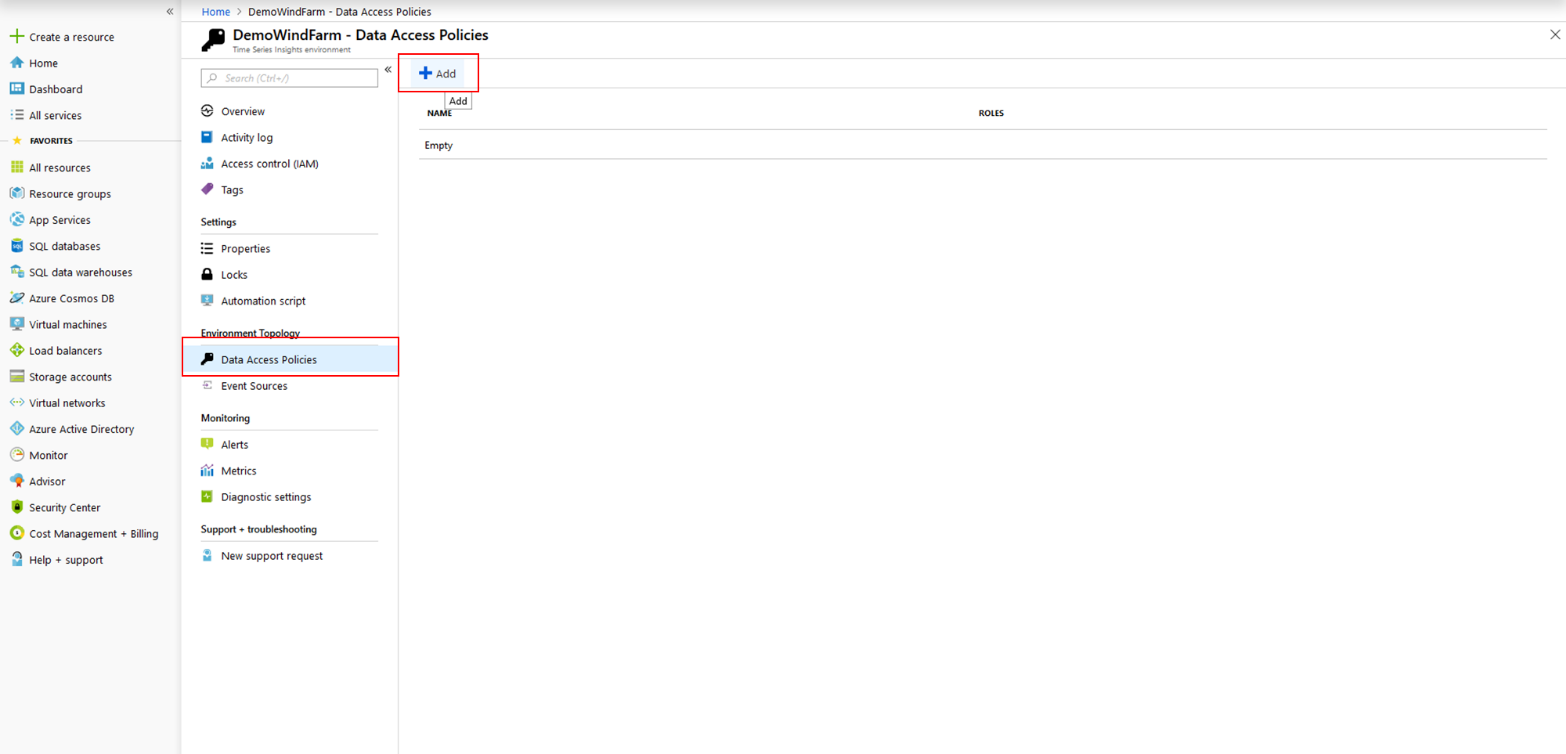 Home > DemoWindFarm - Data Access Policies
DemoWindFarm - Data Access Policies
Time Series Insights environment
Create a resource
Home
Dashboard
All services
FAVORITES
All resources
Resource groups
App Services
SQL databases
SQL data warehouses
Azure Cosmos DB
Virtual machines
Load balancers
Storage accounts
Virtual networks
Azure Active Directory
Monitor
Advisor
Security Center
Cost Management + Billing
Help + support
Search (Ctrl+/)
Overview
Activity log
Access control (IAM)
Tags
Settings
Properties
Locks
Automation script
Environment Topology
Data Access Policies
Event Sources
Monitoring
Alerts
Metrics
Diagnostic settings
Support + troubleshooting
New support request
Add
Add
NAME ROLES
Empty